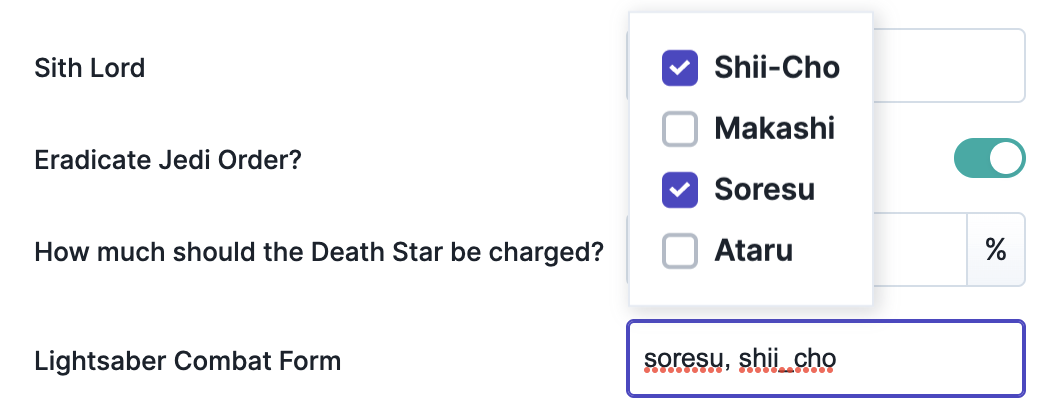 Sith Lord
Shii-Cho
Makashi
Eradicate Jedi Order?
Soresu
How much should the Death Star be charged?
Ataru
%
Lightsaber Combat Form
soresu, shii_cho